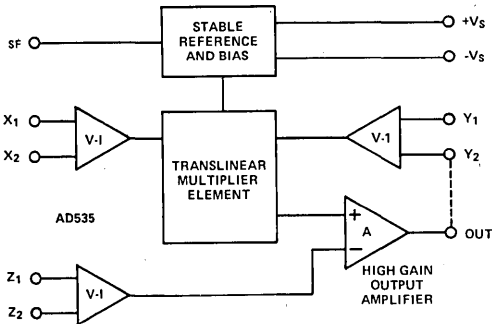 STABLE
REFERENCE
AND BIAS
SF
+VS
-VS
X1
X2
V-I
TRANSLINEAR
MULTIPLIER
ELEMENT
V-1
Y1
Y2
AD535
+
A
−
OUT
HIGH GAIN
OUTPUT
AMPLIFIER
Z1
Z2
V-I